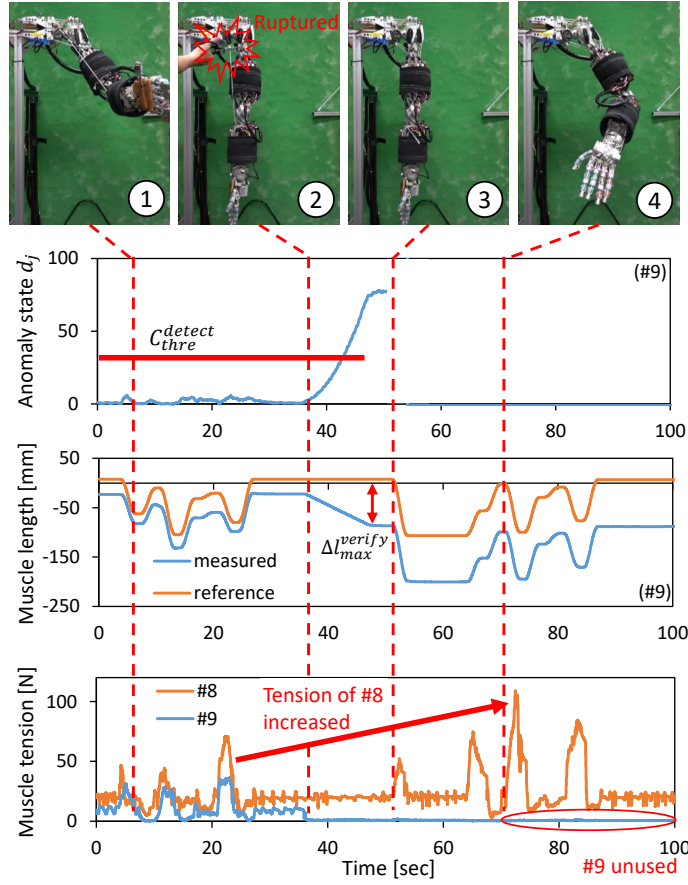 Ruptured
1
2
3
4
Anomaly state d_j
100
50
0
(#9)
C_thre^detect
0 20 40 60 80 100
Muscle length [mm]
50
-50
-150
-250
Δl_max^verify
measured
reference
(#9)
0 20 40 60 80 100
Muscle tension [N]
100
50
0
#8
#9
Tension of #8
increased
0 20 40 60 80 100
Time [sec]
#9 unused